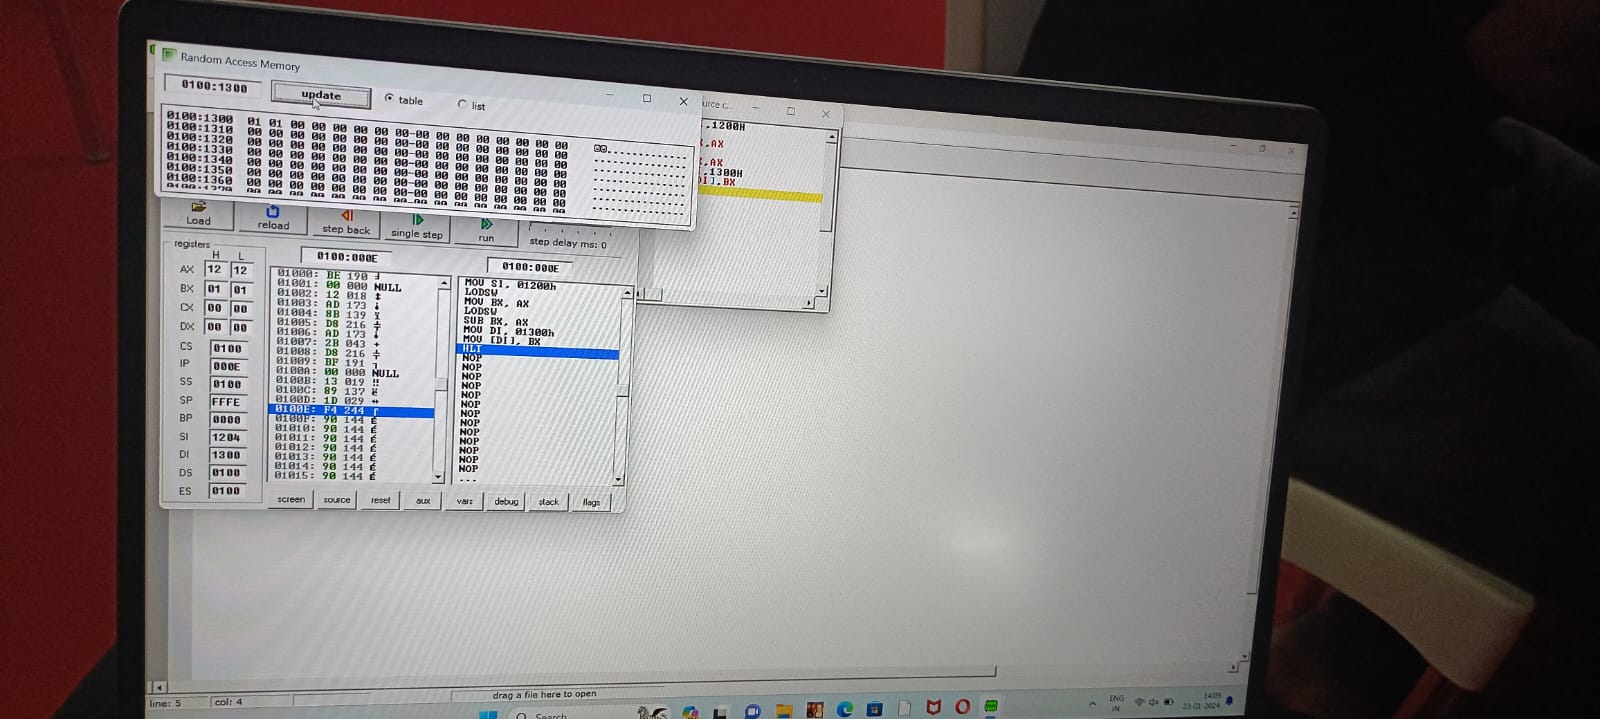 Random Access Memory
0100:1300 update table list
0100:1300 01 01 00 00 00 00 00 00-00 00 00 00 00 00 00 00
0100:1310 00 00 00 00 00 00 00 00-00 00 00 00 00 00 00 00
0100:1320 00 00 00 00 00 00 00 00-00 00 00 00 00 00 00 00
0100:1330 00 00 00 00 00 00 00 00-00 00 00 00 00 00 00 00
0100:1340 00 00 00 00 00 00 00 00-00 00 00 00 00 00 00 00
0100:1350 00 00 00 00 00 00 00 00-00 00 00 00 00 00 00 00
0100:1360 00 00 00 00 00 00 00 00-00 00 00 00 00 00 00 00
urce c...
,1200H
,AX
,AX
,1300H
],BX
Load reload step back single step run step delay ms: 0
registers
H L
AX 12 12
BX 01 01
CX 00 00
DX 00 00
CS 0100
IP 000E
SS 0100
SP FFFE
BP 0000
SI 1204
DI 1300
DS 0100
ES 0100
0100:000E
01000: BE 190
01001: 00 000 NULL
01002: 12 018
01003: AD 173
01004: 8B 139
01005: D8 216
01006: AD 173
01007: 2B 043 +
01008: D8 216
01009: BF 191
0100A: 00 000 NULL
0100B: 13 019 ‼
0100C: 89 137 ë
0100D: 1D 029 ↔
0100E: F4 244
0100F: 90 144 É
01010: 90 144 É
01011: 90 144 É
01012: 90 144 É
01013: 90 144 É
01014: 90 144 É
01015: 90 144 É
0100:000E
MOV SI, 01200h
LODSW
MOV BX, AX
LODSW
SUB BX, AX
MOV DI, 01300h
MOV [DI], BX
HLT
NOP
NOP
NOP
NOP
NOP
NOP
NOP
NOP
NOP
NOP
NOP
NOP
NOP
...
screen source reset aux vars debug stack flags
line: 5 col: 4 drag a file here to open
Search
ENG
IN
14:09
23-01-2024